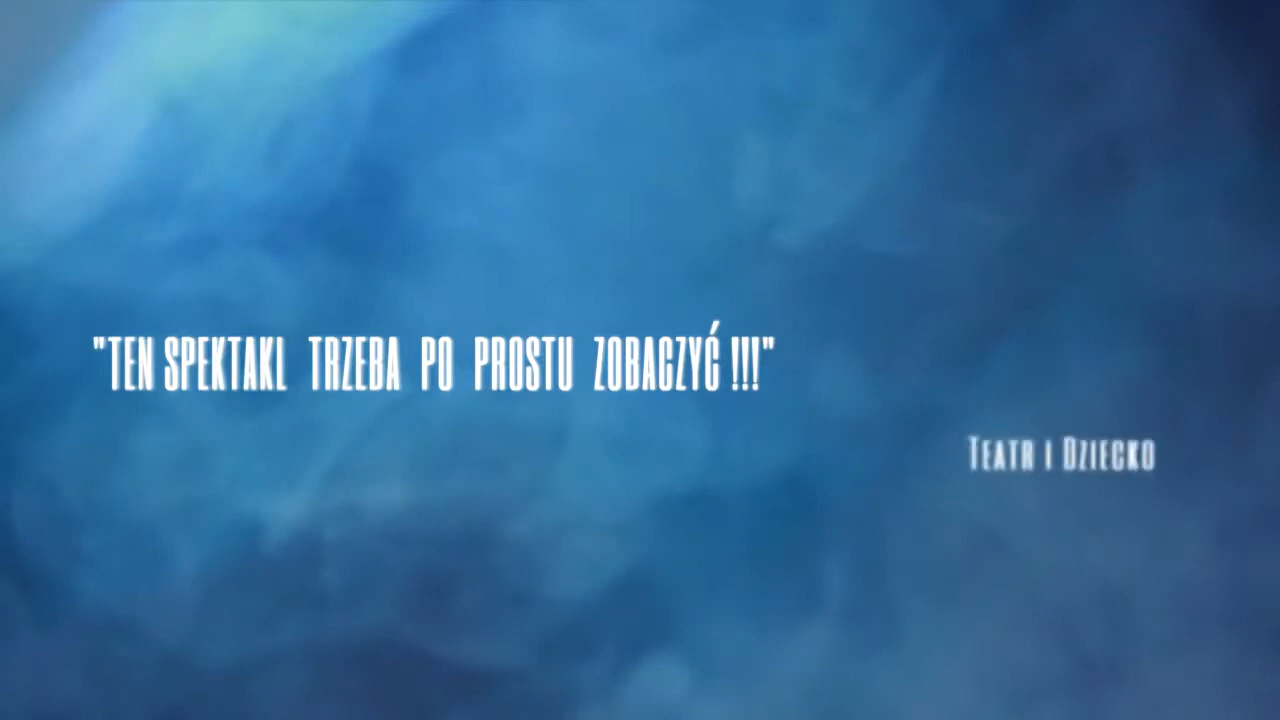 "TEN SPEKTAKL TRZEBA PO PROSTU ZOBACZYĆ !!!"
TEATR I DZIECKO